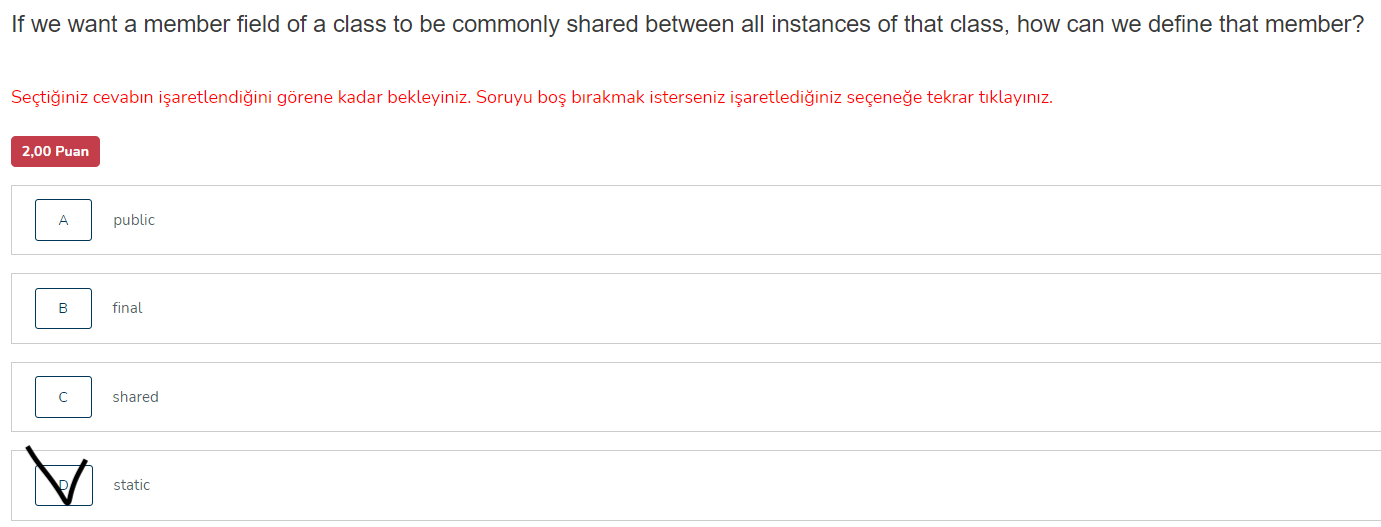 If we want a member field of a class to be commonly shared between all instances of that class, how can we define that member?
Seçtiğiniz cevabın işaretlendiğini görene kadar bekleyiniz. Soruyu boş bırakmak isterseniz işaretlediğiniz seçeneğe tekrar tıklayınız.
2,00 Puan
A public
B final
C shared
D static